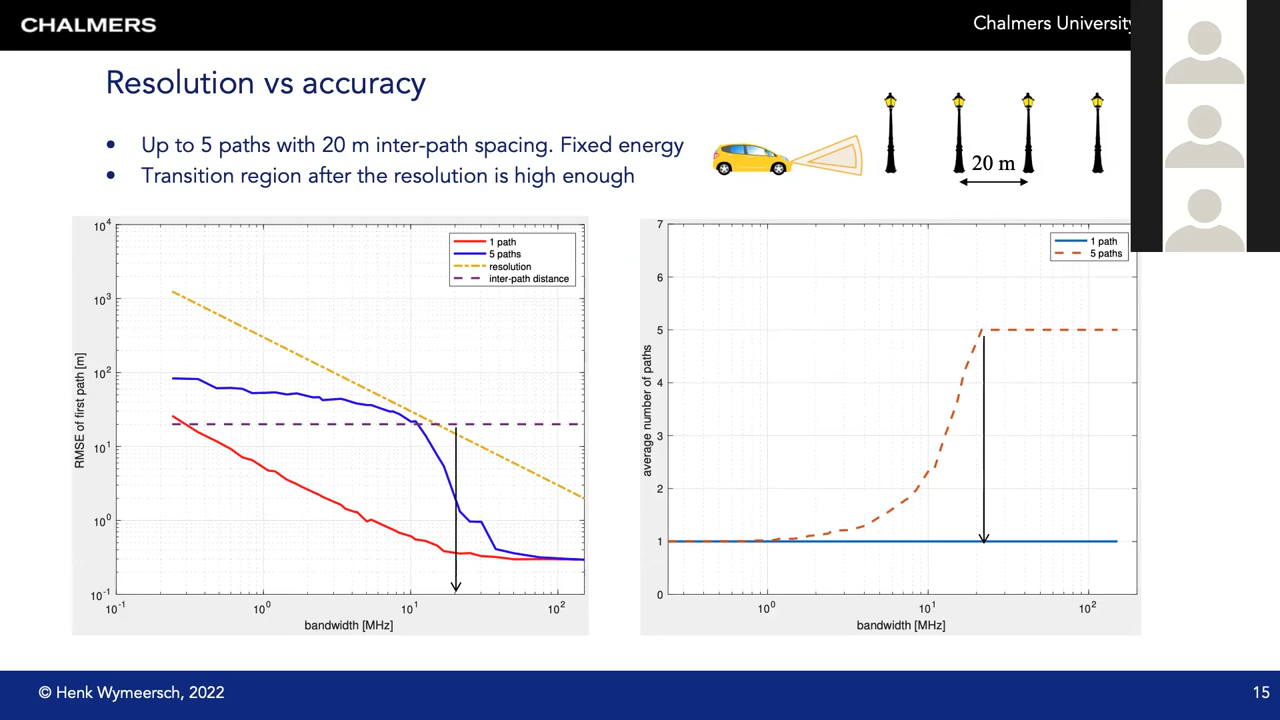 CHALMERS
Chalmers University
Resolution vs accuracy
• Up to 5 paths with 20 m inter-path spacing. Fixed energy
• Transition region after the resolution is high enough
20 m
1 path
5 paths
resolution
inter-path distance
RMSE of first path [m]
10^4
10^3
10^2
10^1
10^0
10^-1
10^-1 10^0 10^1 10^2
bandwidth [MHz]
1 path
5 paths
average number of paths
7
6
5
4
3
2
1
0
10^0 10^1 10^2
bandwidth [MHz]
© Henk Wymeersch, 2022
15